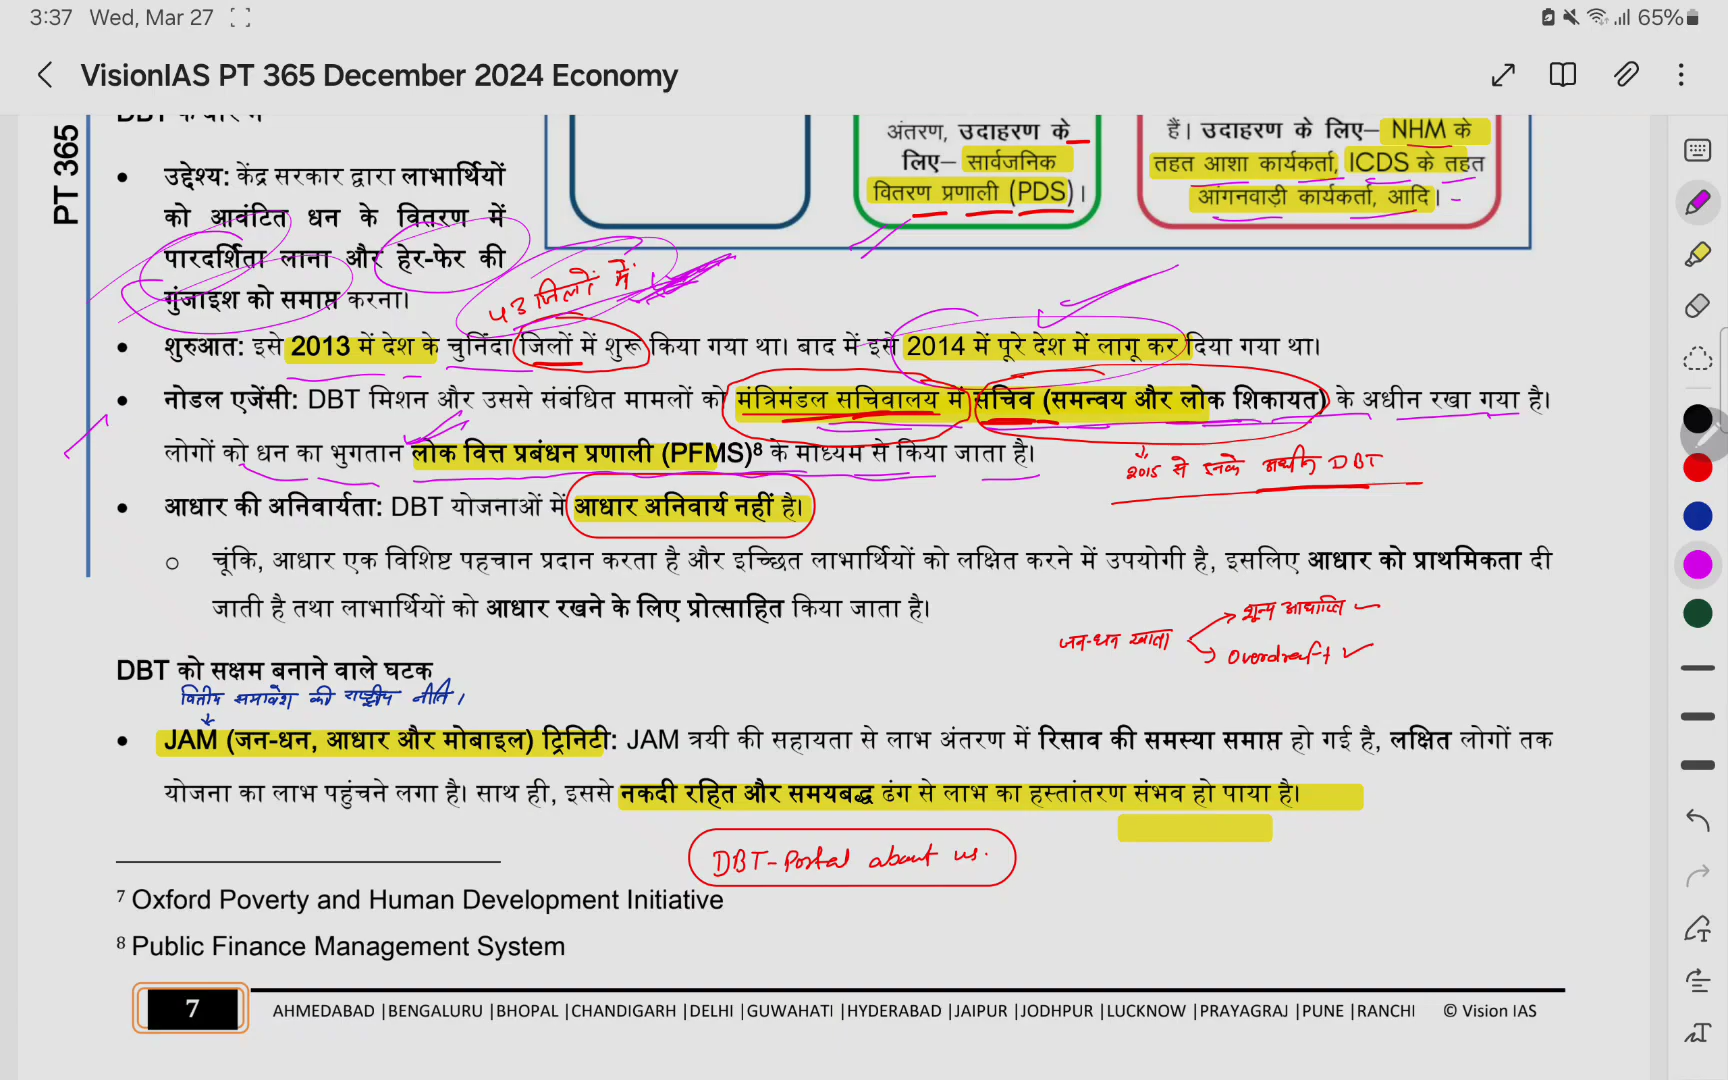 3:37 Wed, Mar 27
65%
VisionIAS PT 365 December 2024 Economy
PT 365
DBT के बारे में
अंतरण, उदाहरण के
लिए– सार्वजनिक
वितरण प्रणाली (PDS)।
हैं। उदाहरण के लिए– NHM के
तहत आशा कार्यकर्ता, ICDS के तहत
आंगनवाड़ी कार्यकर्ता, आदि।
• उद्देश्य: केंद्र सरकार द्वारा लाभार्थियों
को आवंटित धन के वितरण में
पारदर्शिता लाना और हेर-फेर की
गुंजाइश को समाप्त करना।
43 जिलों में
• शुरुआत: इसे 2013 में देश के चुनिंदा जिलों में शुरू किया गया था। बाद में इसे 2014 में पूरे देश में लागू कर दिया गया था।
• नोडल एजेंसी: DBT मिशन और उससे संबंधित मामलों को मंत्रिमंडल सचिवालय में सचिव (समन्वय और लोक शिकायत) के अधीन रखा गया है।
लोगों को धन का भुगतान लोक वित्त प्रबंधन प्रणाली (PFMS)⁸ के माध्यम से किया जाता है।
2015 से इनके अधीन DBT
• आधार की अनिवार्यता: DBT योजनाओं में आधार अनिवार्य नहीं है।
o चूंकि, आधार एक विशिष्ट पहचान प्रदान करता है और इच्छित लाभार्थियों को लक्षित करने में उपयोगी है, इसलिए आधार को प्राथमिकता दी
जाती है तथा लाभार्थियों को आधार रखने के लिए प्रोत्साहित किया जाता है।
शून्य
जन-धन खाता
Overdraft
DBT को सक्षम बनाने वाले घटक
वित्तीय समावेश की राष्ट्रीय नीति।
• JAM (जन-धन, आधार और मोबाइल) ट्रिनिटी: JAM त्रयी की सहायता से लाभ अंतरण में रिसाव की समस्या समाप्त हो गई है, लक्षित लोगों तक
योजना का लाभ पहुंचने लगा है। साथ ही, इससे नकदी रहित और समयबद्ध ढंग से लाभ का हस्तांतरण संभव हो पाया है।
DBT-Portal about us.
⁷ Oxford Poverty and Human Development Initiative
⁸ Public Finance Management System
7
AHMEDABAD |BENGALURU |BHOPAL |CHANDIGARH |DELHI |GUWAHATI |HYDERABAD |JAIPUR |JODHPUR |LUCKNOW |PRAYAGRAJ |PUNE |RANCHI © Vision IAS